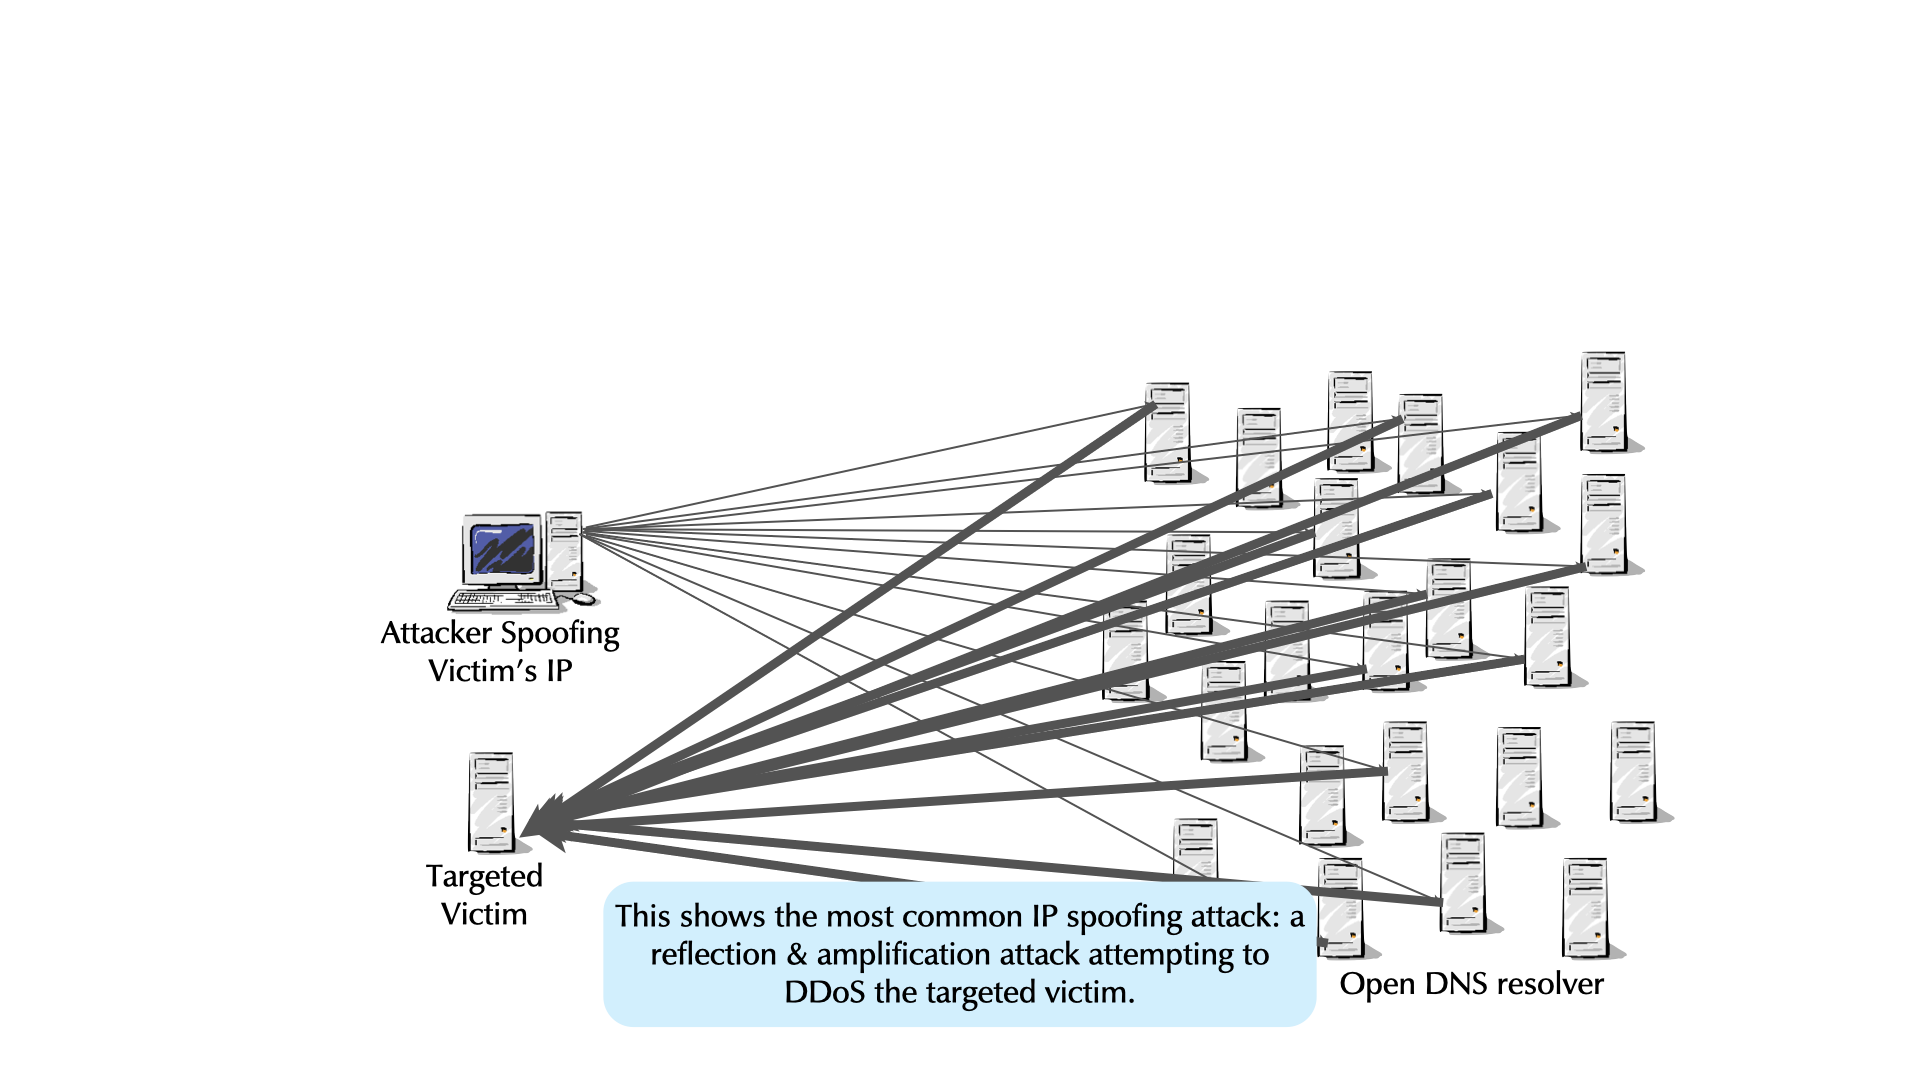 Attacker Spoofing
Victim’s IP
Targeted
Victim
This shows the most common IP spoofing attack: a
reflection & amplification attack attempting to
DDoS the targeted victim.
Open DNS resolver